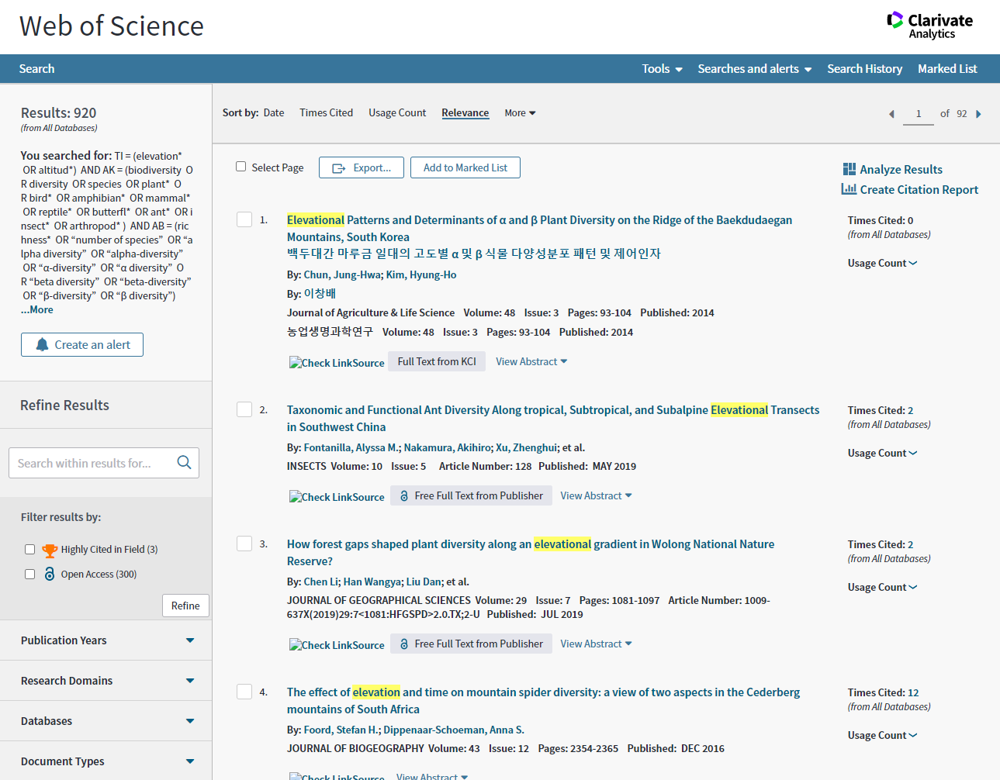 Web of Science
Clarivate
Analytics
Search
Tools
Searches and alerts
Search History
Marked List
Results: 920
(from All Databases)
You searched for: TI = (elevation*
OR altitud*) AND AK = (biodiversity O
R diversity OR species OR plant* O
R bird* OR amphibian* OR mammal*
OR reptile* OR butterfl* OR ant* OR i
nsect* OR arthropod* ) AND AB = (ric
hness* OR “number of species” OR “a
lpha diversity” OR “alpha-diversity”
OR “α-diversity” OR “α diversity” O
R “beta diversity” OR “beta-diversity”
OR “β-diversity” OR “β diversity”)
...More
Create an alert
Refine Results
Search within results for...
Filter results by:
Highly Cited in Field (3)
Open Access (300)
Refine
Publication Years
Research Domains
Databases
Document Types
Sort by: Date Times Cited Usage Count Relevance More
1 of 92
Select Page
Export...
Add to Marked List
Analyze Results
Create Citation Report
1.
Elevational Patterns and Determinants of α and β Plant Diversity on the Ridge of the Baekdudaegan
Mountains, South Korea
백두대간 마루금 일대의 고도별 α 및 β 식물 다양성분포 패턴 및 제어인자
By: Chun, Jung-Hwa; Kim, Hyung-Ho
By: 이창배
Journal of Agriculture & Life Science Volume: 48 Issue: 3 Pages: 93-104 Published: 2014
농업생명과학연구 Volume: 48 Issue: 3 Pages: 93-104 Published: 2014
Check LinkSource Full Text from KCI View Abstract
Times Cited: 0
(from All Databases)
Usage Count
2.
Taxonomic and Functional Ant Diversity Along tropical, Subtropical, and Subalpine Elevational Transects
in Southwest China
By: Fontanilla, Alyssa M.; Nakamura, Akihiro; Xu, Zhenghui; et al.
INSECTS Volume: 10 Issue: 5 Article Number: 128 Published: MAY 2019
Check LinkSource Free Full Text from Publisher View Abstract
Times Cited: 2
(from All Databases)
Usage Count
3.
How forest gaps shaped plant diversity along an elevational gradient in Wolong National Nature
Reserve?
By: Chen Li; Han Wangya; Liu Dan; et al.
JOURNAL OF GEOGRAPHICAL SCIENCES Volume: 29 Issue: 7 Pages: 1081-1097 Article Number: 1009-
637X(2019)29:7<1081:HFGSPD>2.0.TX;2-U Published: JUL 2019
Check LinkSource Free Full Text from Publisher View Abstract
Times Cited: 2
(from All Databases)
Usage Count
4.
The effect of elevation and time on mountain spider diversity: a view of two aspects in the Cederberg
mountains of South Africa
By: Foord, Stefan H.; Dippenaar-Schoeman, Anna S.
JOURNAL OF BIOGEOGRAPHY Volume: 43 Issue: 12 Pages: 2354-2365 Published: DEC 2016
Check LinkSource View Abstract
Times Cited: 12
(from All Databases)
Usage Count